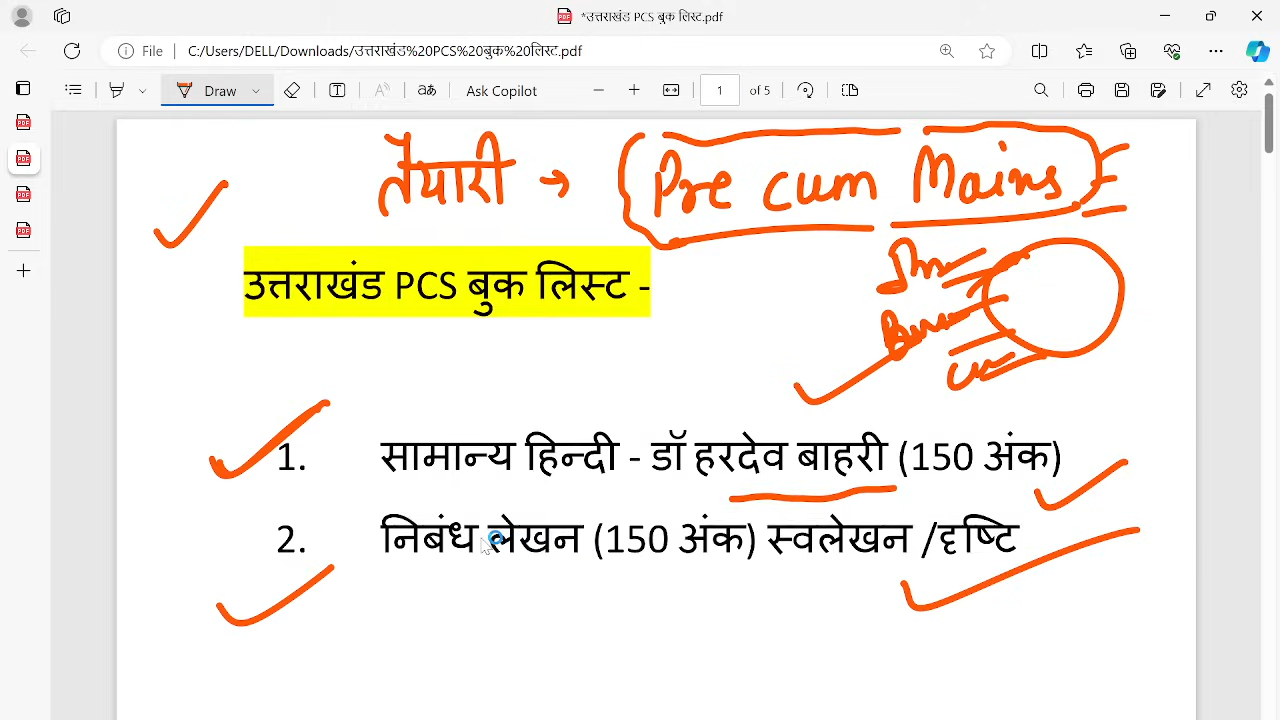 *उत्तराखंड PCS बुक लिस्ट.pdf
File C:/Users/DELL/Downloads/उत्तराखंड%20PCS%20बुक%20लिस्ट.pdf
Draw Ask Copilot 1 of 5
तैयारी → Pre cum Mains
उत्तराखंड PCS बुक लिस्ट -
1. सामान्य हिन्दी - डॉ हरदेव बाहरी (150 अंक)
2. निबंध लेखन (150 अंक) स्वलेखन /दृष्टि